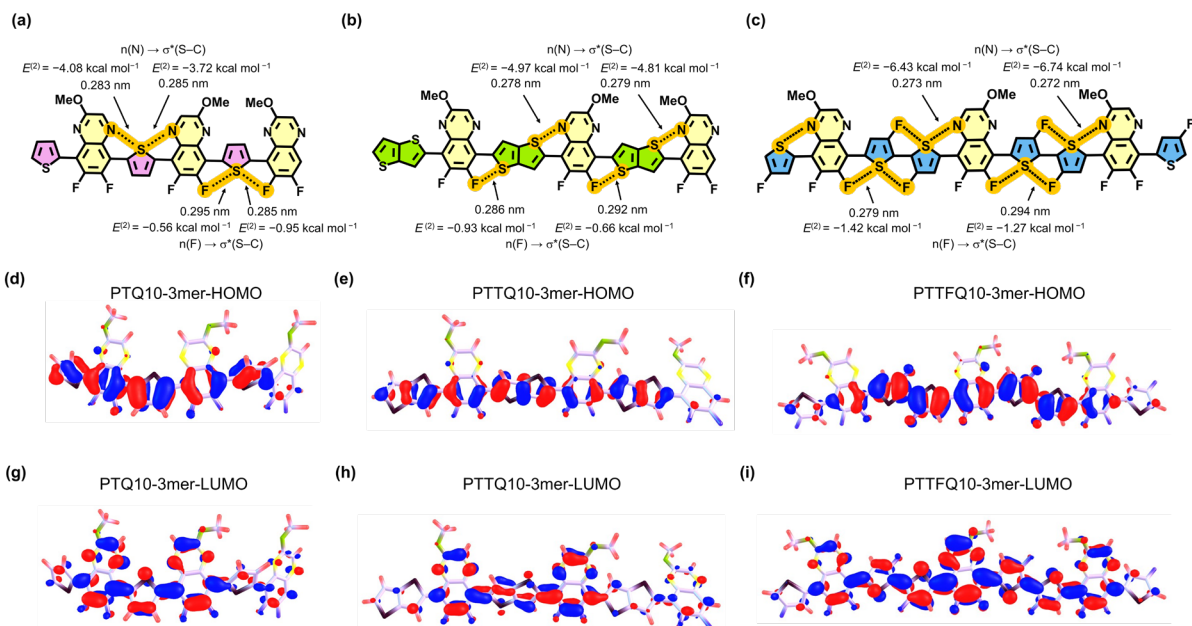 (a)
n(N) → σ*(S–C)
E(2) = −4.08 kcal mol −1
E(2) = −3.72 kcal mol −1
0.283 nm
0.285 nm
MeO
OMe
MeO
N
N
N
N
N
N
S
S
S
F
F
F
F
F
F
0.295 nm
0.285 nm
E(2) = −0.56 kcal mol −1
E(2) = −0.95 kcal mol −1
n(F) → σ*(S–C)
(b)
n(N) → σ*(S–C)
E(2) = −4.97 kcal mol −1
E(2) = −4.81 kcal mol −1
0.278 nm
0.279 nm
MeO
OMe
MeO
N
N
N
N
N
N
S
S
S
S
S
S
F
F
F
F
F
F
0.286 nm
0.292 nm
E(2) = −0.93 kcal mol −1
E(2) = −0.66 kcal mol −1
n(F) → σ*(S–C)
(c)
n(N) → σ*(S–C)
E(2) = −6.43 kcal mol −1
E(2) = −6.74 kcal mol −1
0.273 nm
0.272 nm
MeO
OMe
MeO
N
N
F
N
N
F
N
N
F
S
S
S
S
S
S
F
F
F
F
F
F
F
F
F
0.279 nm
0.294 nm
E(2) = −1.42 kcal mol −1
E(2) = −1.27 kcal mol −1
n(F) → σ*(S–C)
(d)
PTQ10-3mer-HOMO
(e)
PTTQ10-3mer-HOMO
(f)
PTTFQ10-3mer-HOMO
(g)
PTQ10-3mer-LUMO
(h)
PTTQ10-3mer-LUMO
(i)
PTTFQ10-3mer-LUMO